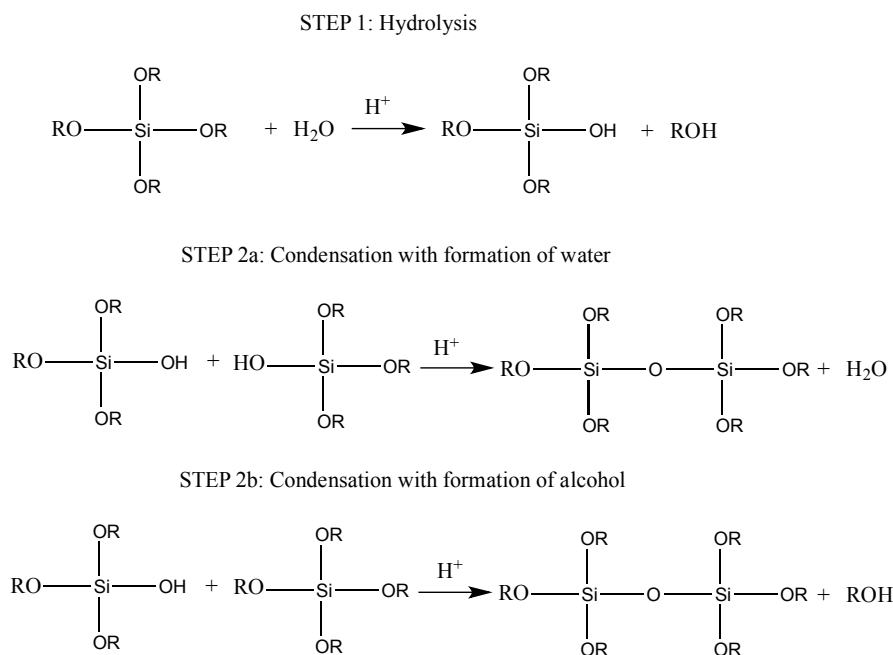 STEP 1: Hydrolysis
OR OR
RO Si OR + H₂O H⁺ RO Si OH + ROH
OR OR
STEP 2a: Condensation with formation of water
OR OR OR OR
RO Si OH + HO Si OR H⁺ RO Si O Si OR + H₂O
OR OR OR OR
STEP 2b: Condensation with formation of alcohol
OR OR OR OR
RO Si OH + RO Si OR H⁺ RO Si O Si OR + ROH
OR OR OR OR